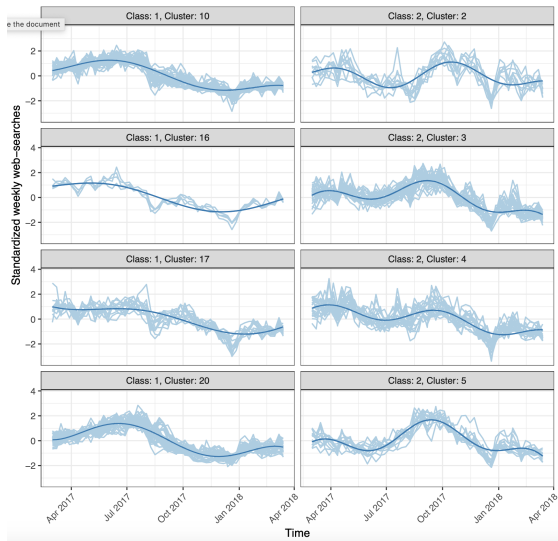 Class: 1, Cluster: 10
Class: 2, Cluster: 2
e the document
2
0
−2
Class: 1, Cluster: 16
Class: 2, Cluster: 3
4
2
0
−2
Class: 1, Cluster: 17
Class: 2, Cluster: 4
4
2
0
−2
Class: 1, Cluster: 20
Class: 2, Cluster: 5
4
2
0
−2
Standardized weekly web−searches
Apr 2017
Jul 2017
Oct 2017
Jan 2018
Apr 2018
Apr 2017
Jul 2017
Oct 2017
Jan 2018
Apr 2018
Time